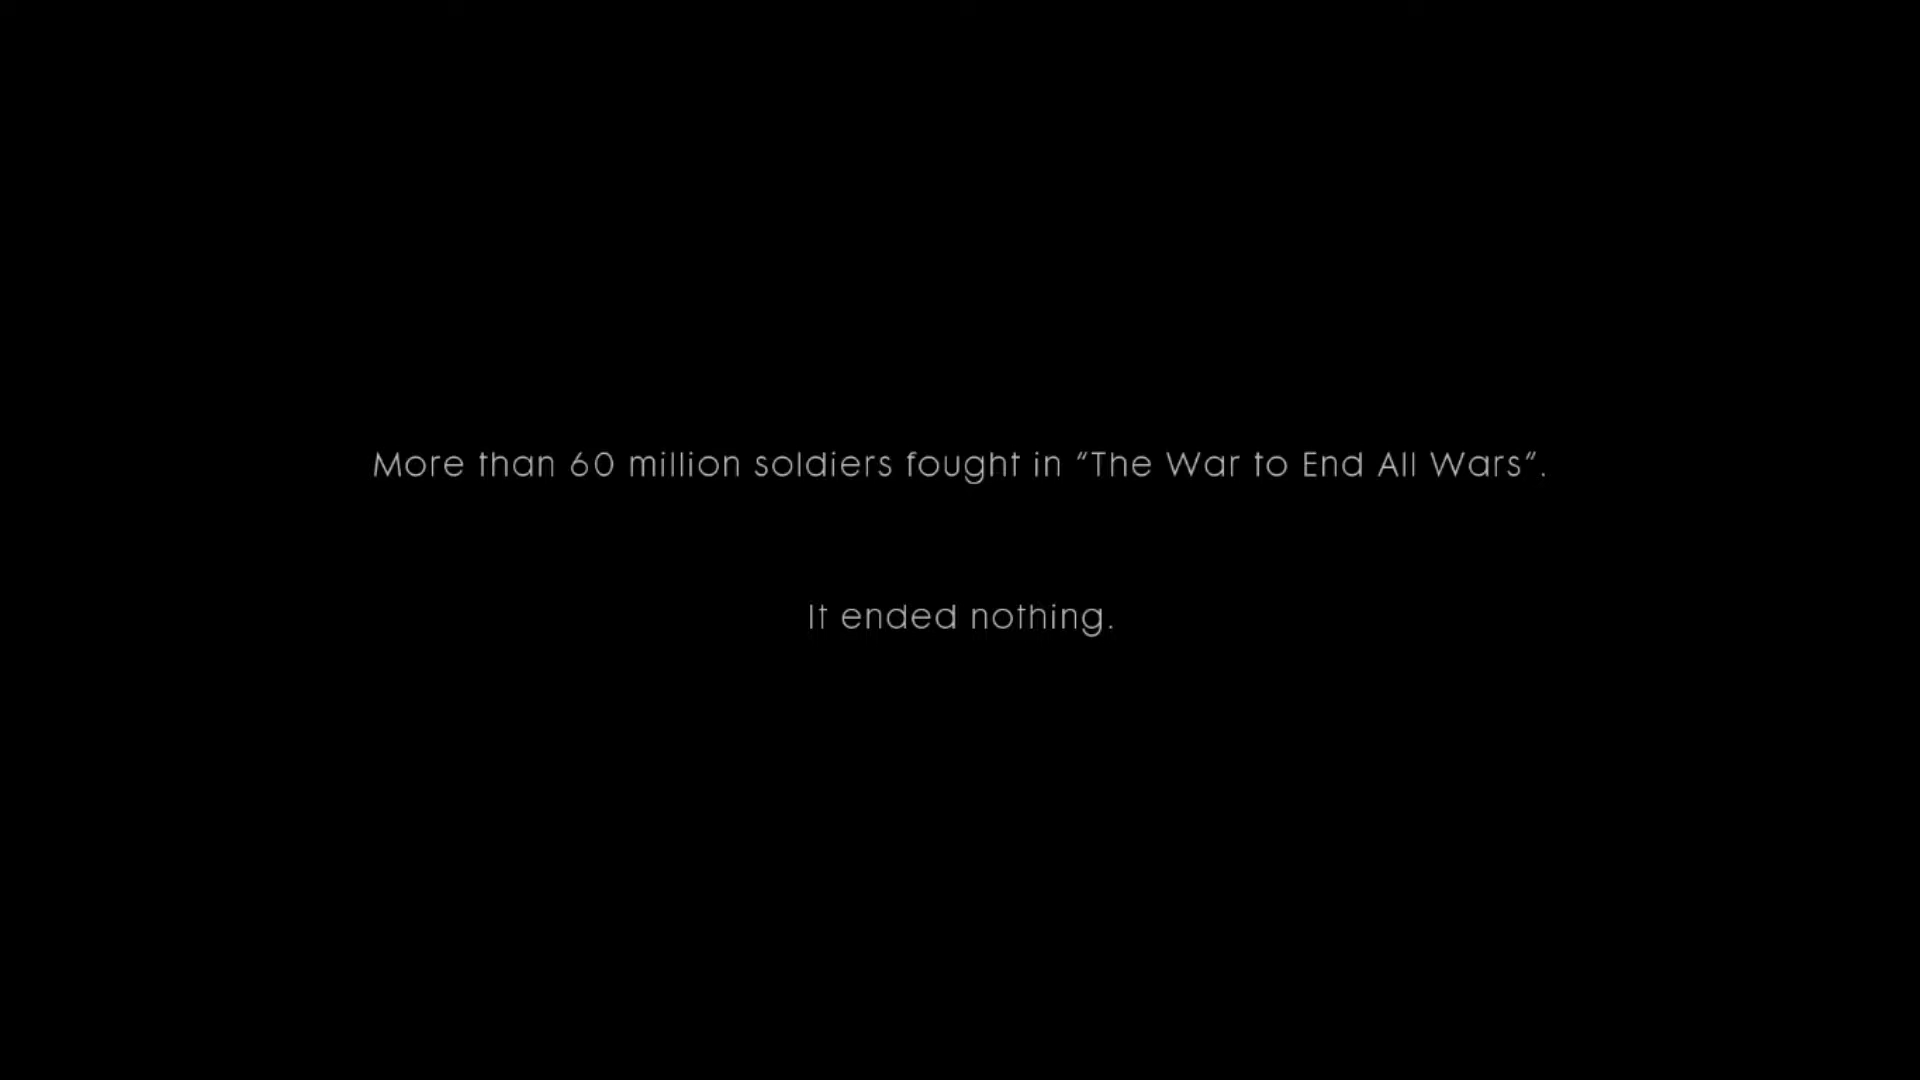 More than 60 million soldiers fought in “The War to End All Wars”.
It ended nothing.